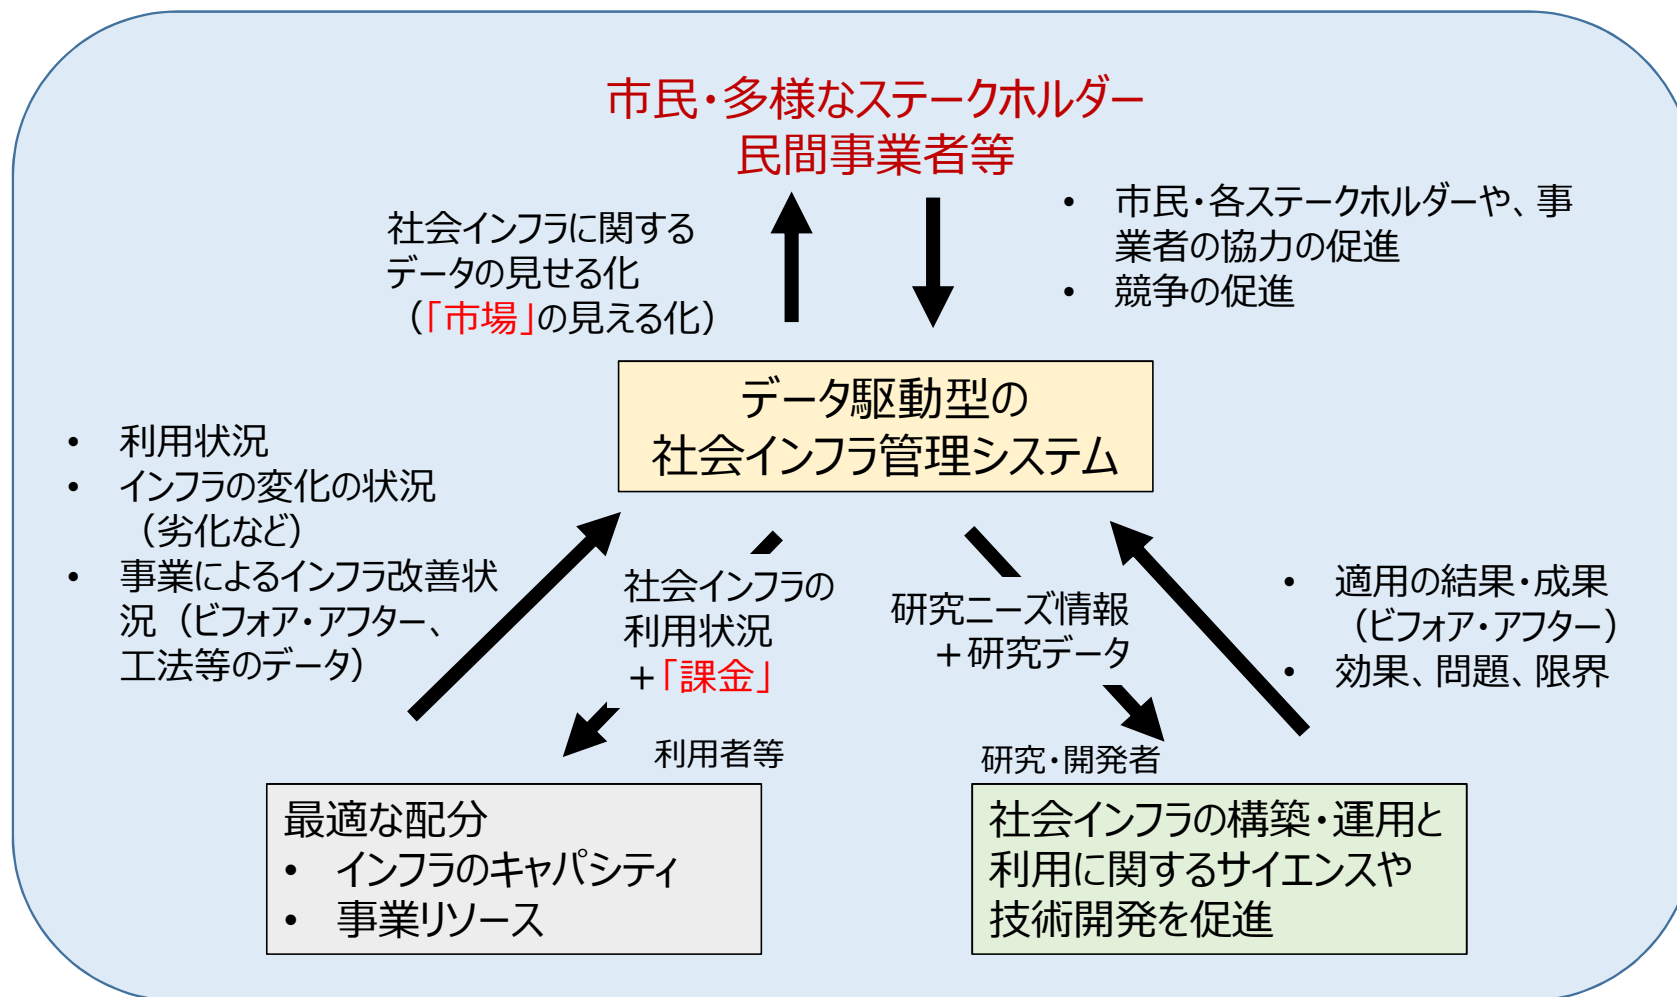 市民・多様なステークホルダー
民間事業者等
社会インフラに関する
データの見せる化
（「市場」の見える化）
• 市民・各ステークホルダーや、事
業者の協力の促進
• 競争の促進
データ駆動型の
社会インフラ管理システム
• 利用状況
• インフラの変化の状況
（劣化など）
• 事業によるインフラ改善状
況（ビフォア・アフター、
工法等のデータ）
社会インフラの
利用状況
＋「課金」
研究ニーズ情報
＋研究データ
• 適用の結果・成果
（ビフォア・アフター）
• 効果、問題、限界
利用者等
研究・開発者
最適な配分
• インフラのキャパシティ
• 事業リソース
社会インフラの構築・運用と
利用に関するサイエンスや
技術開発を促進